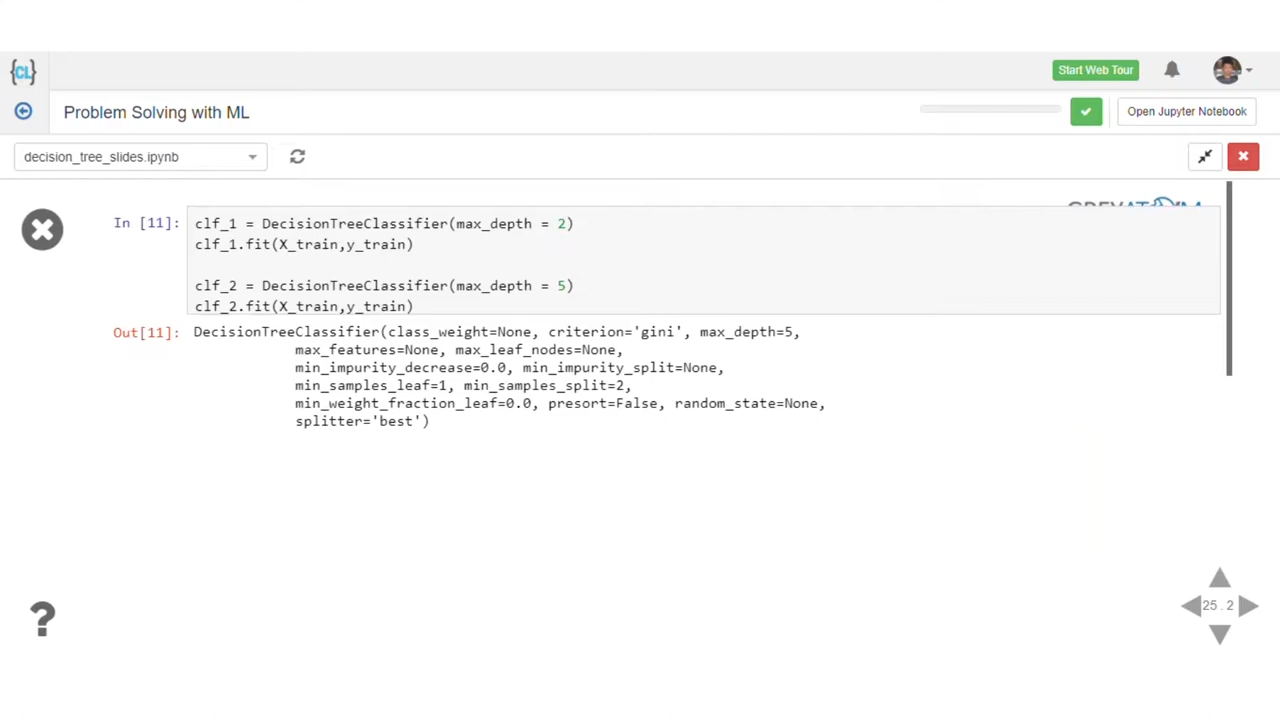 {CL}
Start Web Tour
Problem Solving with ML
Open Jupyter Notebook
decision_tree_slides.ipynb
GREYATOM
In [11]:
clf_1 = DecisionTreeClassifier(max_depth = 2)
clf_1.fit(X_train,y_train)
clf_2 = DecisionTreeClassifier(max_depth = 5)
clf_2.fit(X_train,y_train)
Out[11]:
DecisionTreeClassifier(class_weight=None, criterion='gini', max_depth=5,
max_features=None, max_leaf_nodes=None,
min_impurity_decrease=0.0, min_impurity_split=None,
min_samples_leaf=1, min_samples_split=2,
min_weight_fraction_leaf=0.0, presort=False, random_state=None,
splitter='best')
?
25.2